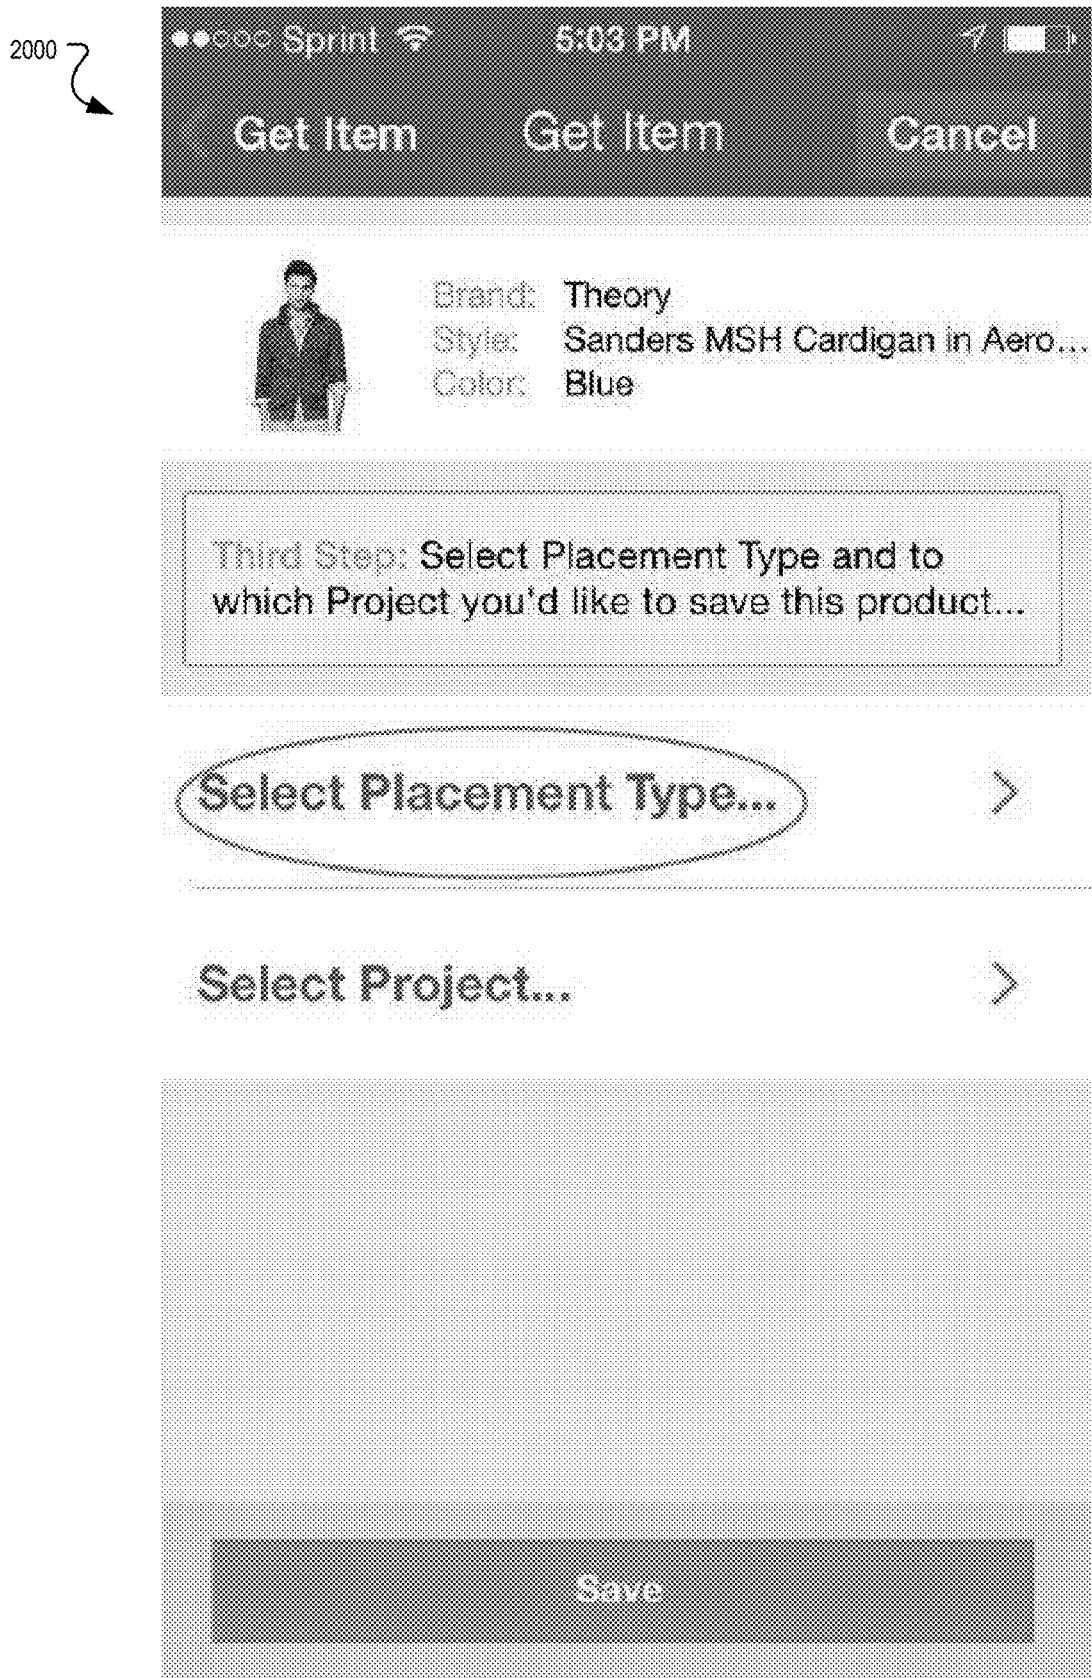 2000
Sprint 5:03 PM
Get Item Get Item Cancel
Brand: Theory
Style: Sanders MSH Cardigan in Aero...
Color: Blue
Third Step: Select Placement Type and to
which Project you'd like to save this product...
Select Placement Type...
Select Project...
Save